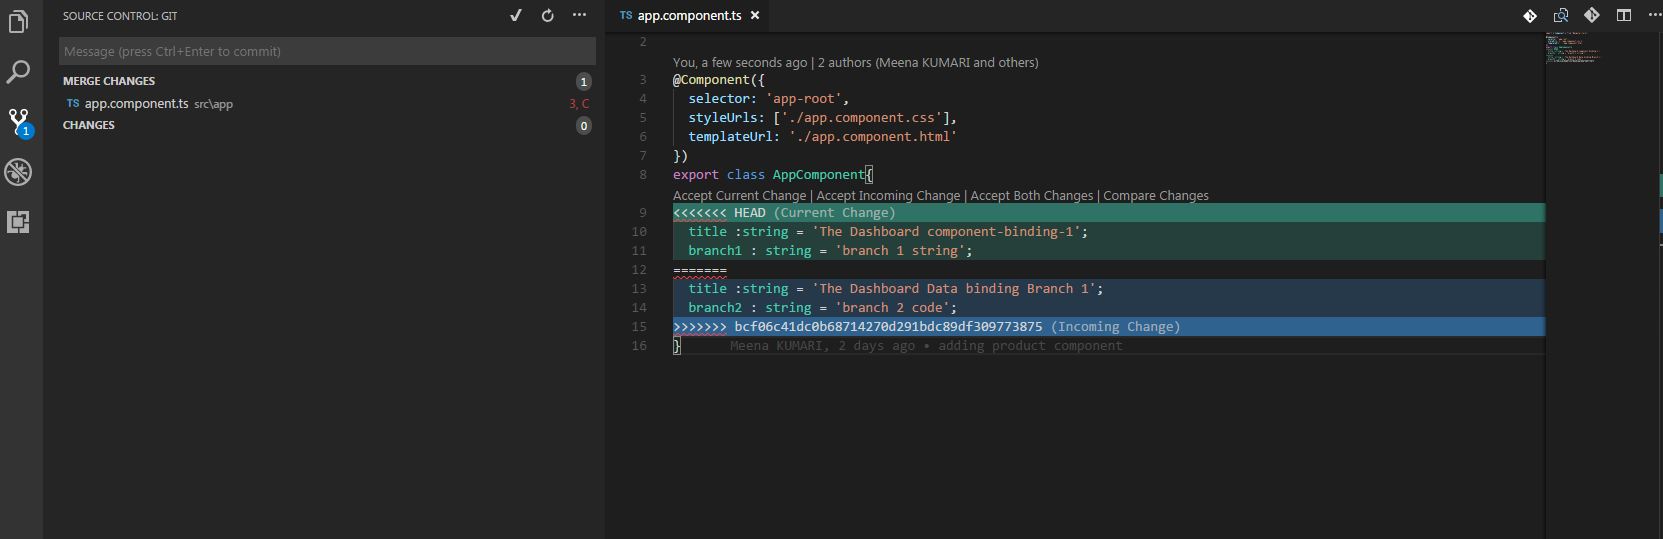 SOURCE CONTROL: GIT
Message (press Ctrl+Enter to commit)
MERGE CHANGES 1
TS app.component.ts src\app 3, C
1
CHANGES 0
TS app.component.ts ×
2
You, a few seconds ago | 2 authors (Meena KUMARI and others)
3 @Component({
4 selector: 'app-root',
5 styleUrls: ['./app.component.css'],
6 templateUrl: './app.component.html'
7 })
8 export class AppComponent{
Accept Current Change | Accept Incoming Change | Accept Both Changes | Compare Changes
9 <<<<<<< HEAD (Current Change)
10 title :string = 'The Dashboard component-binding-1';
11 branch1 : string = 'branch 1 string';
12 =======
13 title :string = 'The Dashboard Data binding Branch 1';
14 branch2 : string = 'branch 2 code';
15 >>>>>>> bcf06c41dc0b68714270d291bdc89df309773875 (Incoming Change)
16 } Meena KUMARI, 2 days ago • adding product component